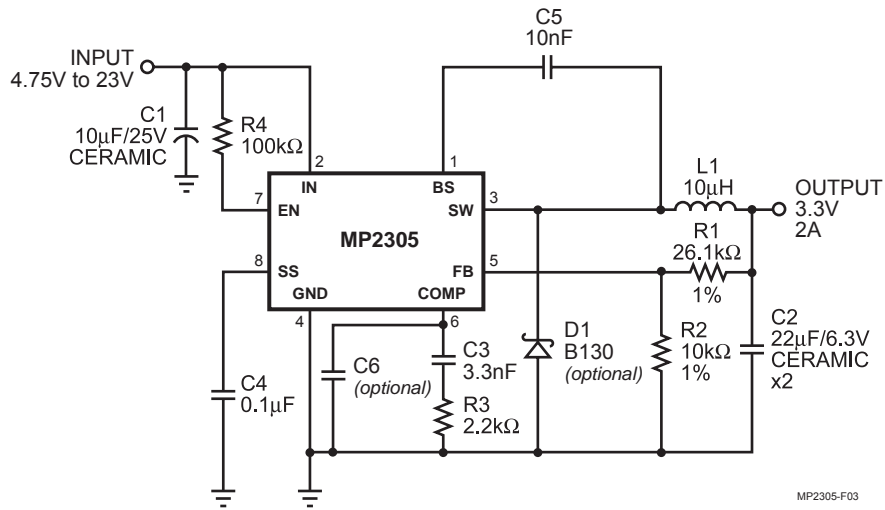 C5
10nF
INPUT
4.75V to 23V
C1
10μF/25V
CERAMIC
R4
100kΩ
2
1
IN
BS
L1
10μH
OUTPUT
3.3V
2A
7
EN
SW
3
MP2305
R1
26.1kΩ
1%
8
SS
FB
5
GND
COMP
4
6
C4
0.1μF
C6
(optional)
C3
3.3nF
R3
2.2kΩ
D1
B130
(optional)
R2
10kΩ
1%
C2
22μF/6.3V
CERAMIC
x2
MP2305-F03